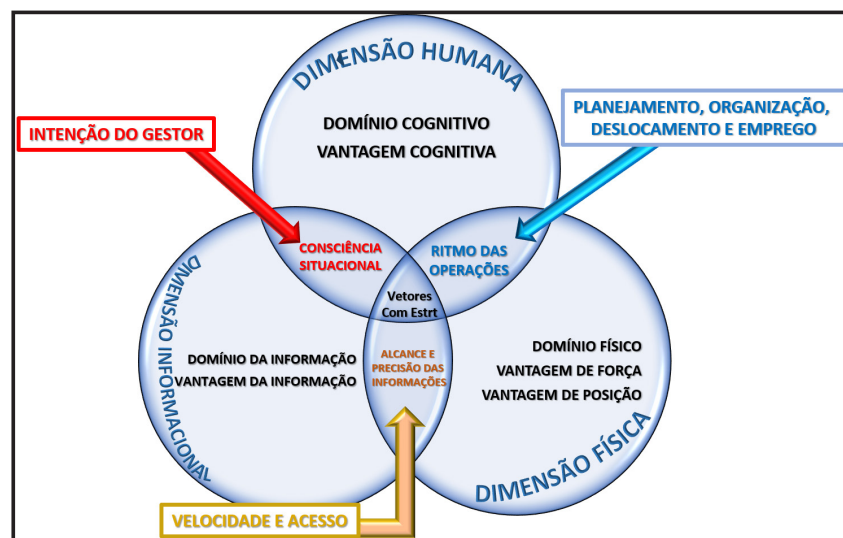 DIMENSÃO HUMANA
PLANEJAMENTO, ORGANIZAÇÃO,
DESLOCAMENTO E EMPREGO
INTENÇÃO DO GESTOR
DOMÍNIO COGNITIVO
VANTAGEM COGNITIVA
CONSCIÊNCIA
SITUACIONAL
RITMO DAS
OPERAÇÕES
Vetores
Com Estrt
DIMENSÃO INFORMACIONAL
DOMÍNIO DA INFORMAÇÃO
VANTAGEM DA INFORMAÇÃO
ALCANCE E
PRECISÃO DAS
INFORMAÇÕES
DOMÍNIO FÍSICO
VANTAGEM DE FORÇA
VANTAGEM DE POSIÇÃO
DIMENSÃO FÍSICA
VELOCIDADE E ACESSO